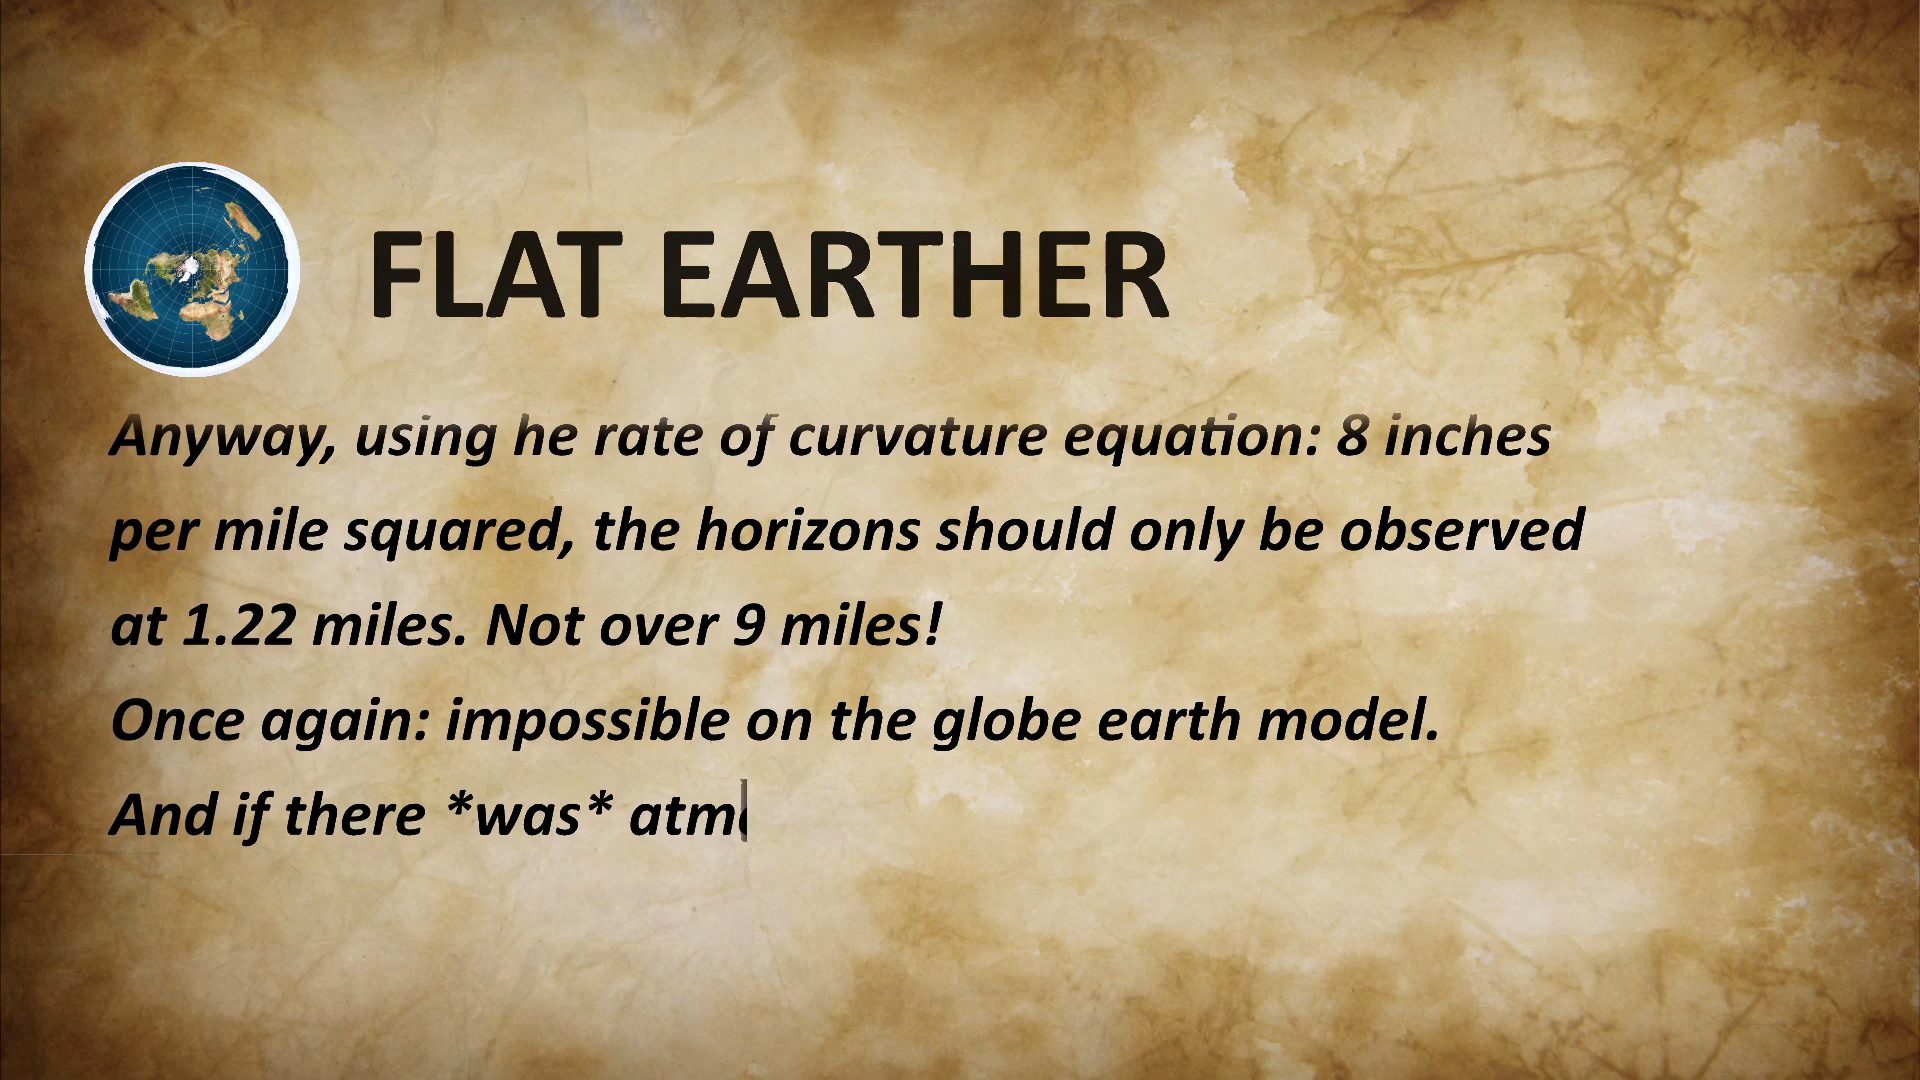 FLAT EARTHER
Anyway, using he rate of curvature equation: 8 inches
per mile squared, the horizons should only be observed
at 1.22 miles. Not over 9 miles!
Once again: impossible on the globe earth model.
And if there *was* atm